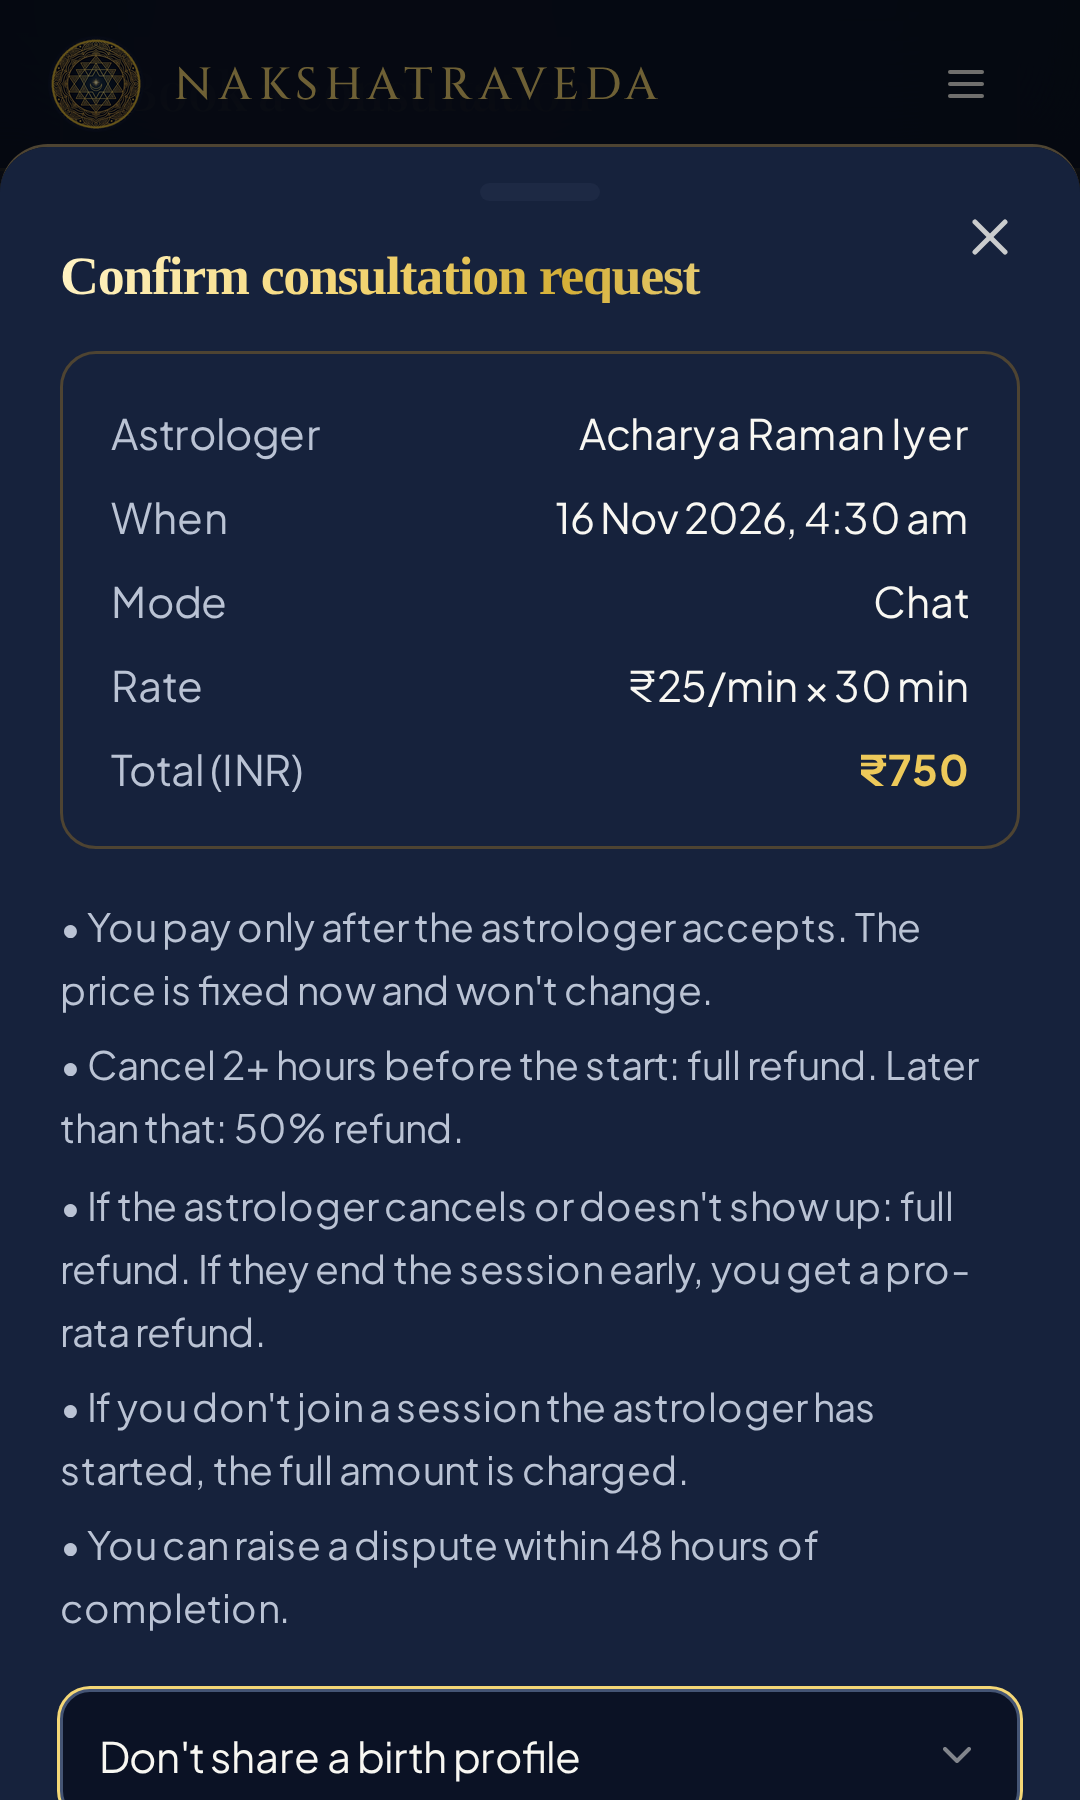 NAKSHATRAVEDA
Confirm consultation request
Astrologer Acharya Raman Iyer
When 16 Nov 2026, 4:30 am
Mode Chat
Rate ₹25/min × 30 min
Total (INR) ₹750
• You pay only after the astrologer accepts. The
price is fixed now and won't change.
• Cancel 2+ hours before the start: full refund. Later
than that: 50% refund.
• If the astrologer cancels or doesn't show up: full
refund. If they end the session early, you get a pro-
rata refund.
• If you don't join a session the astrologer has
started, the full amount is charged.
• You can raise a dispute within 48 hours of
completion.
Don't share a birth profile